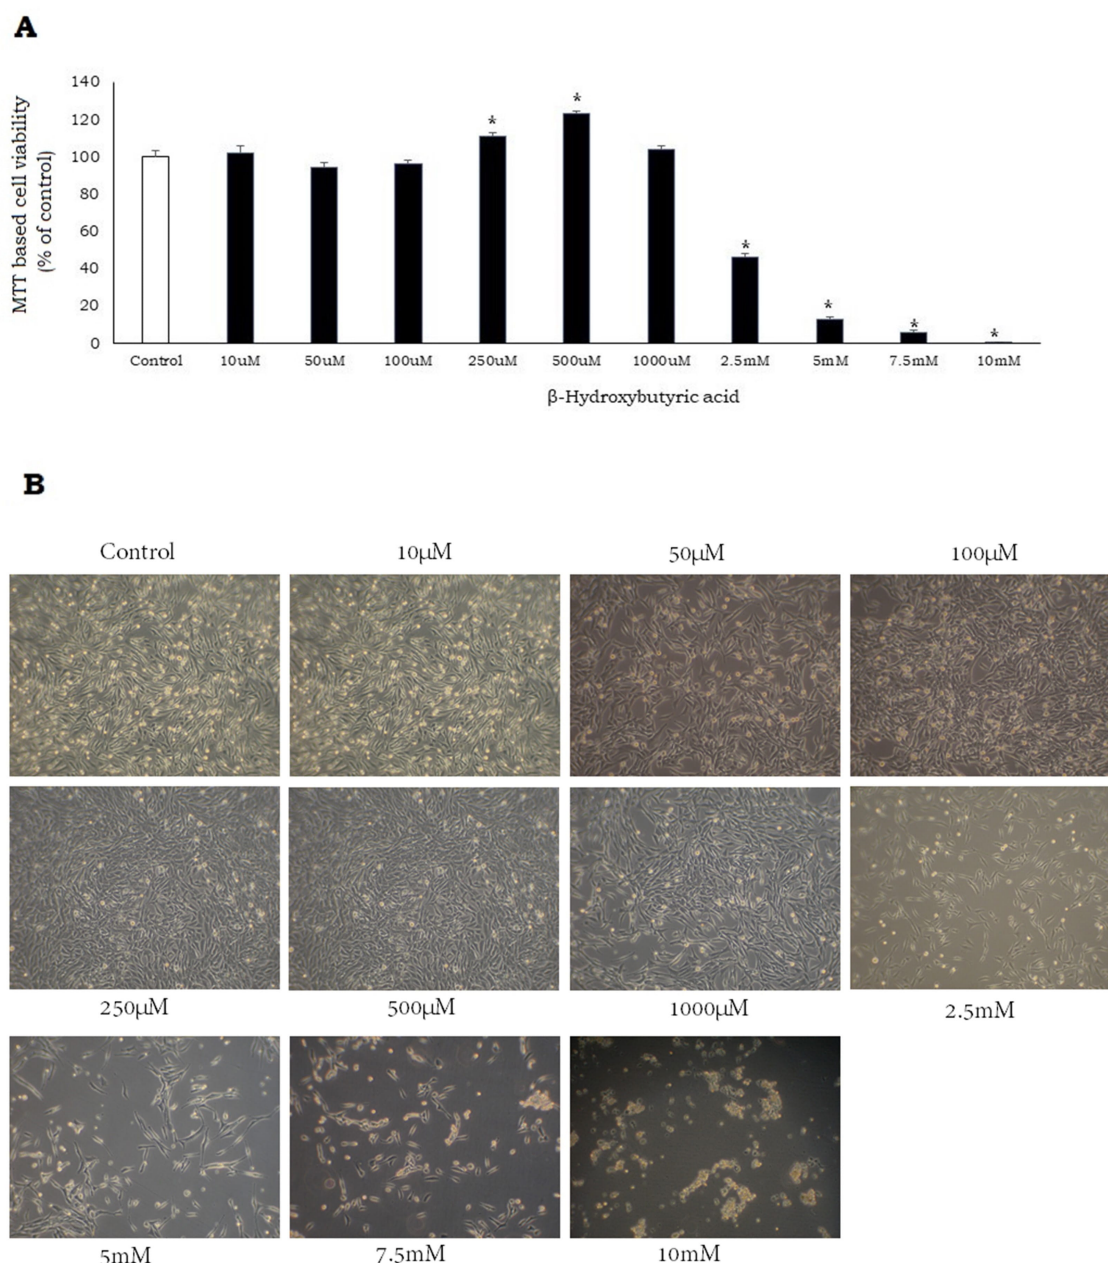 A
140
120
100
80
60
40
20
0
MTT based cell viability
(% of control)
* * * * * *
Control 10uM 50uM 100uM 250uM 500uM 1000uM 2.5mM 5mM 7.5mM 10mM
β-Hydroxybutyric acid
B
Control 10µM 50µM 100µM
250µM 500µM 1000µM 2.5mM
5mM 7.5mM 10mM